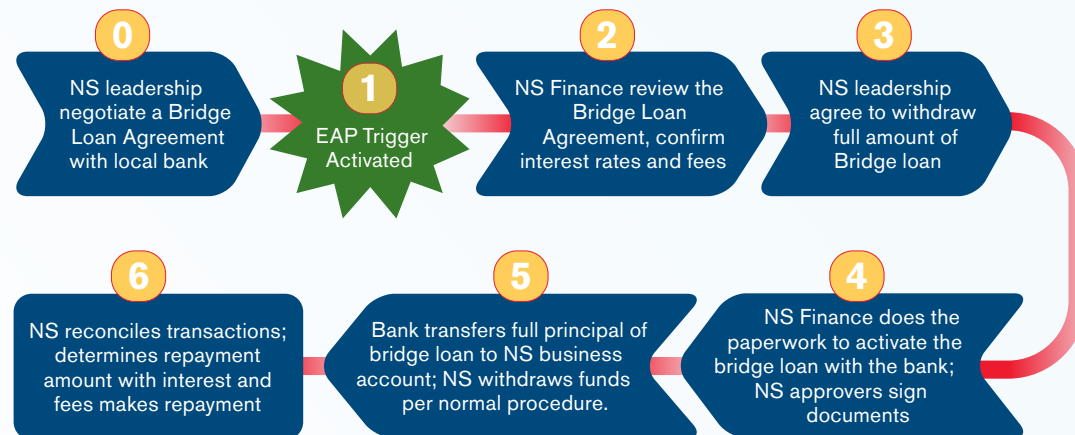 0
NS leadership
negotiate a Bridge
Loan Agreement
with local bank
1
EAP Trigger
Activated
2
NS Finance review the
Bridge Loan
Agreement, confirm
interest rates and fees
3
NS leadership
agree to withdraw
full amount of
Bridge loan
4
NS Finance does the
paperwork to activate the
bridge loan with the bank;
NS approvers sign
documents
5
Bank transfers full principal of
bridge loan to NS business
account; NS withdraws funds
per normal procedure.
6
NS reconciles transactions;
determines repayment
amount with interest and
fees makes repayment